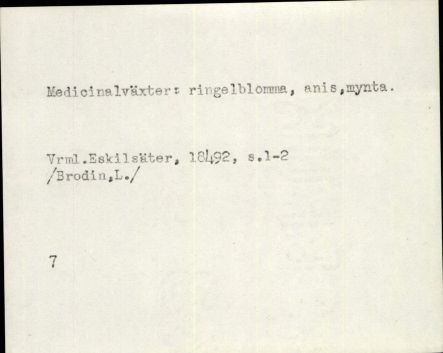 Medicinalväxter: ringelblomma, anis,mynta.
Vrml.Eskilsäter, 18492, s.1-2
/Brodin,L./
7